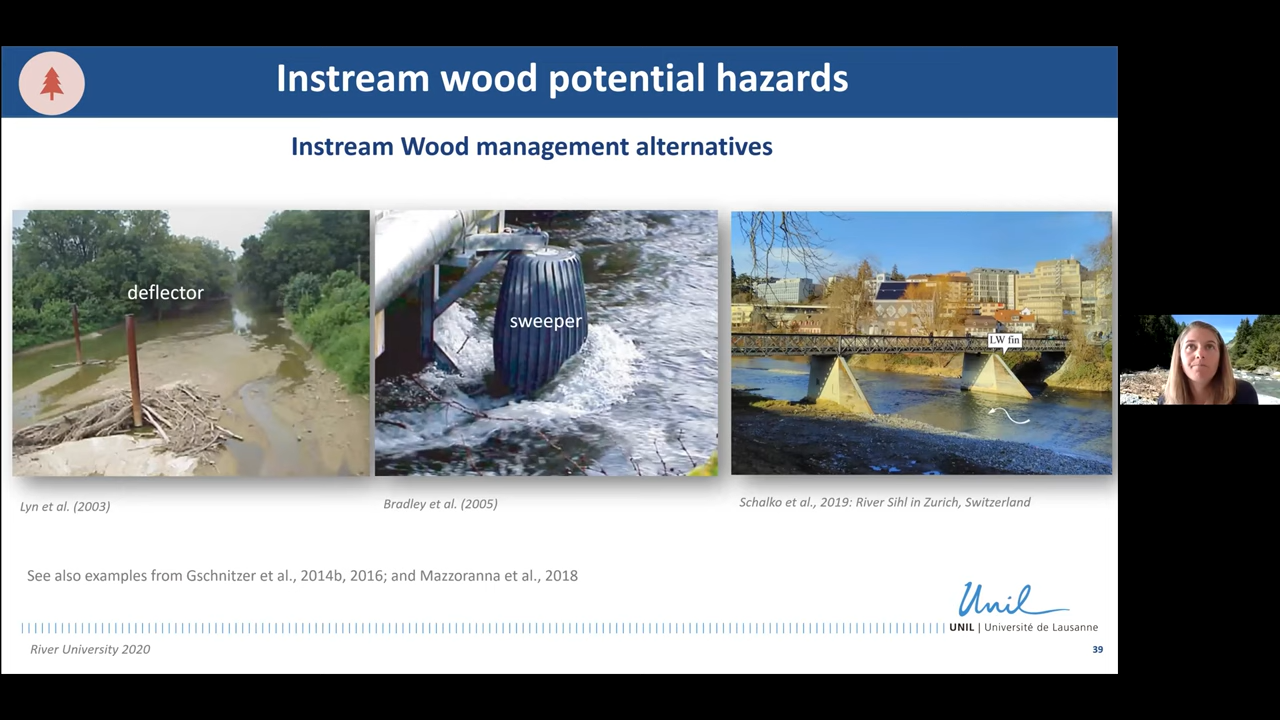 Instream wood potential hazards
Instream Wood management alternatives
deflector
sweeper
LW fin
Lyn et al. (2003)
Bradley et al. (2005)
Schalko et al., 2019: River Sihl in Zurich, Switzerland
See also examples from Gschnitzer et al., 2014b, 2016; and Mazzoranna et al., 2018
Unil
UNIL | Université de Lausanne
River University 2020
39